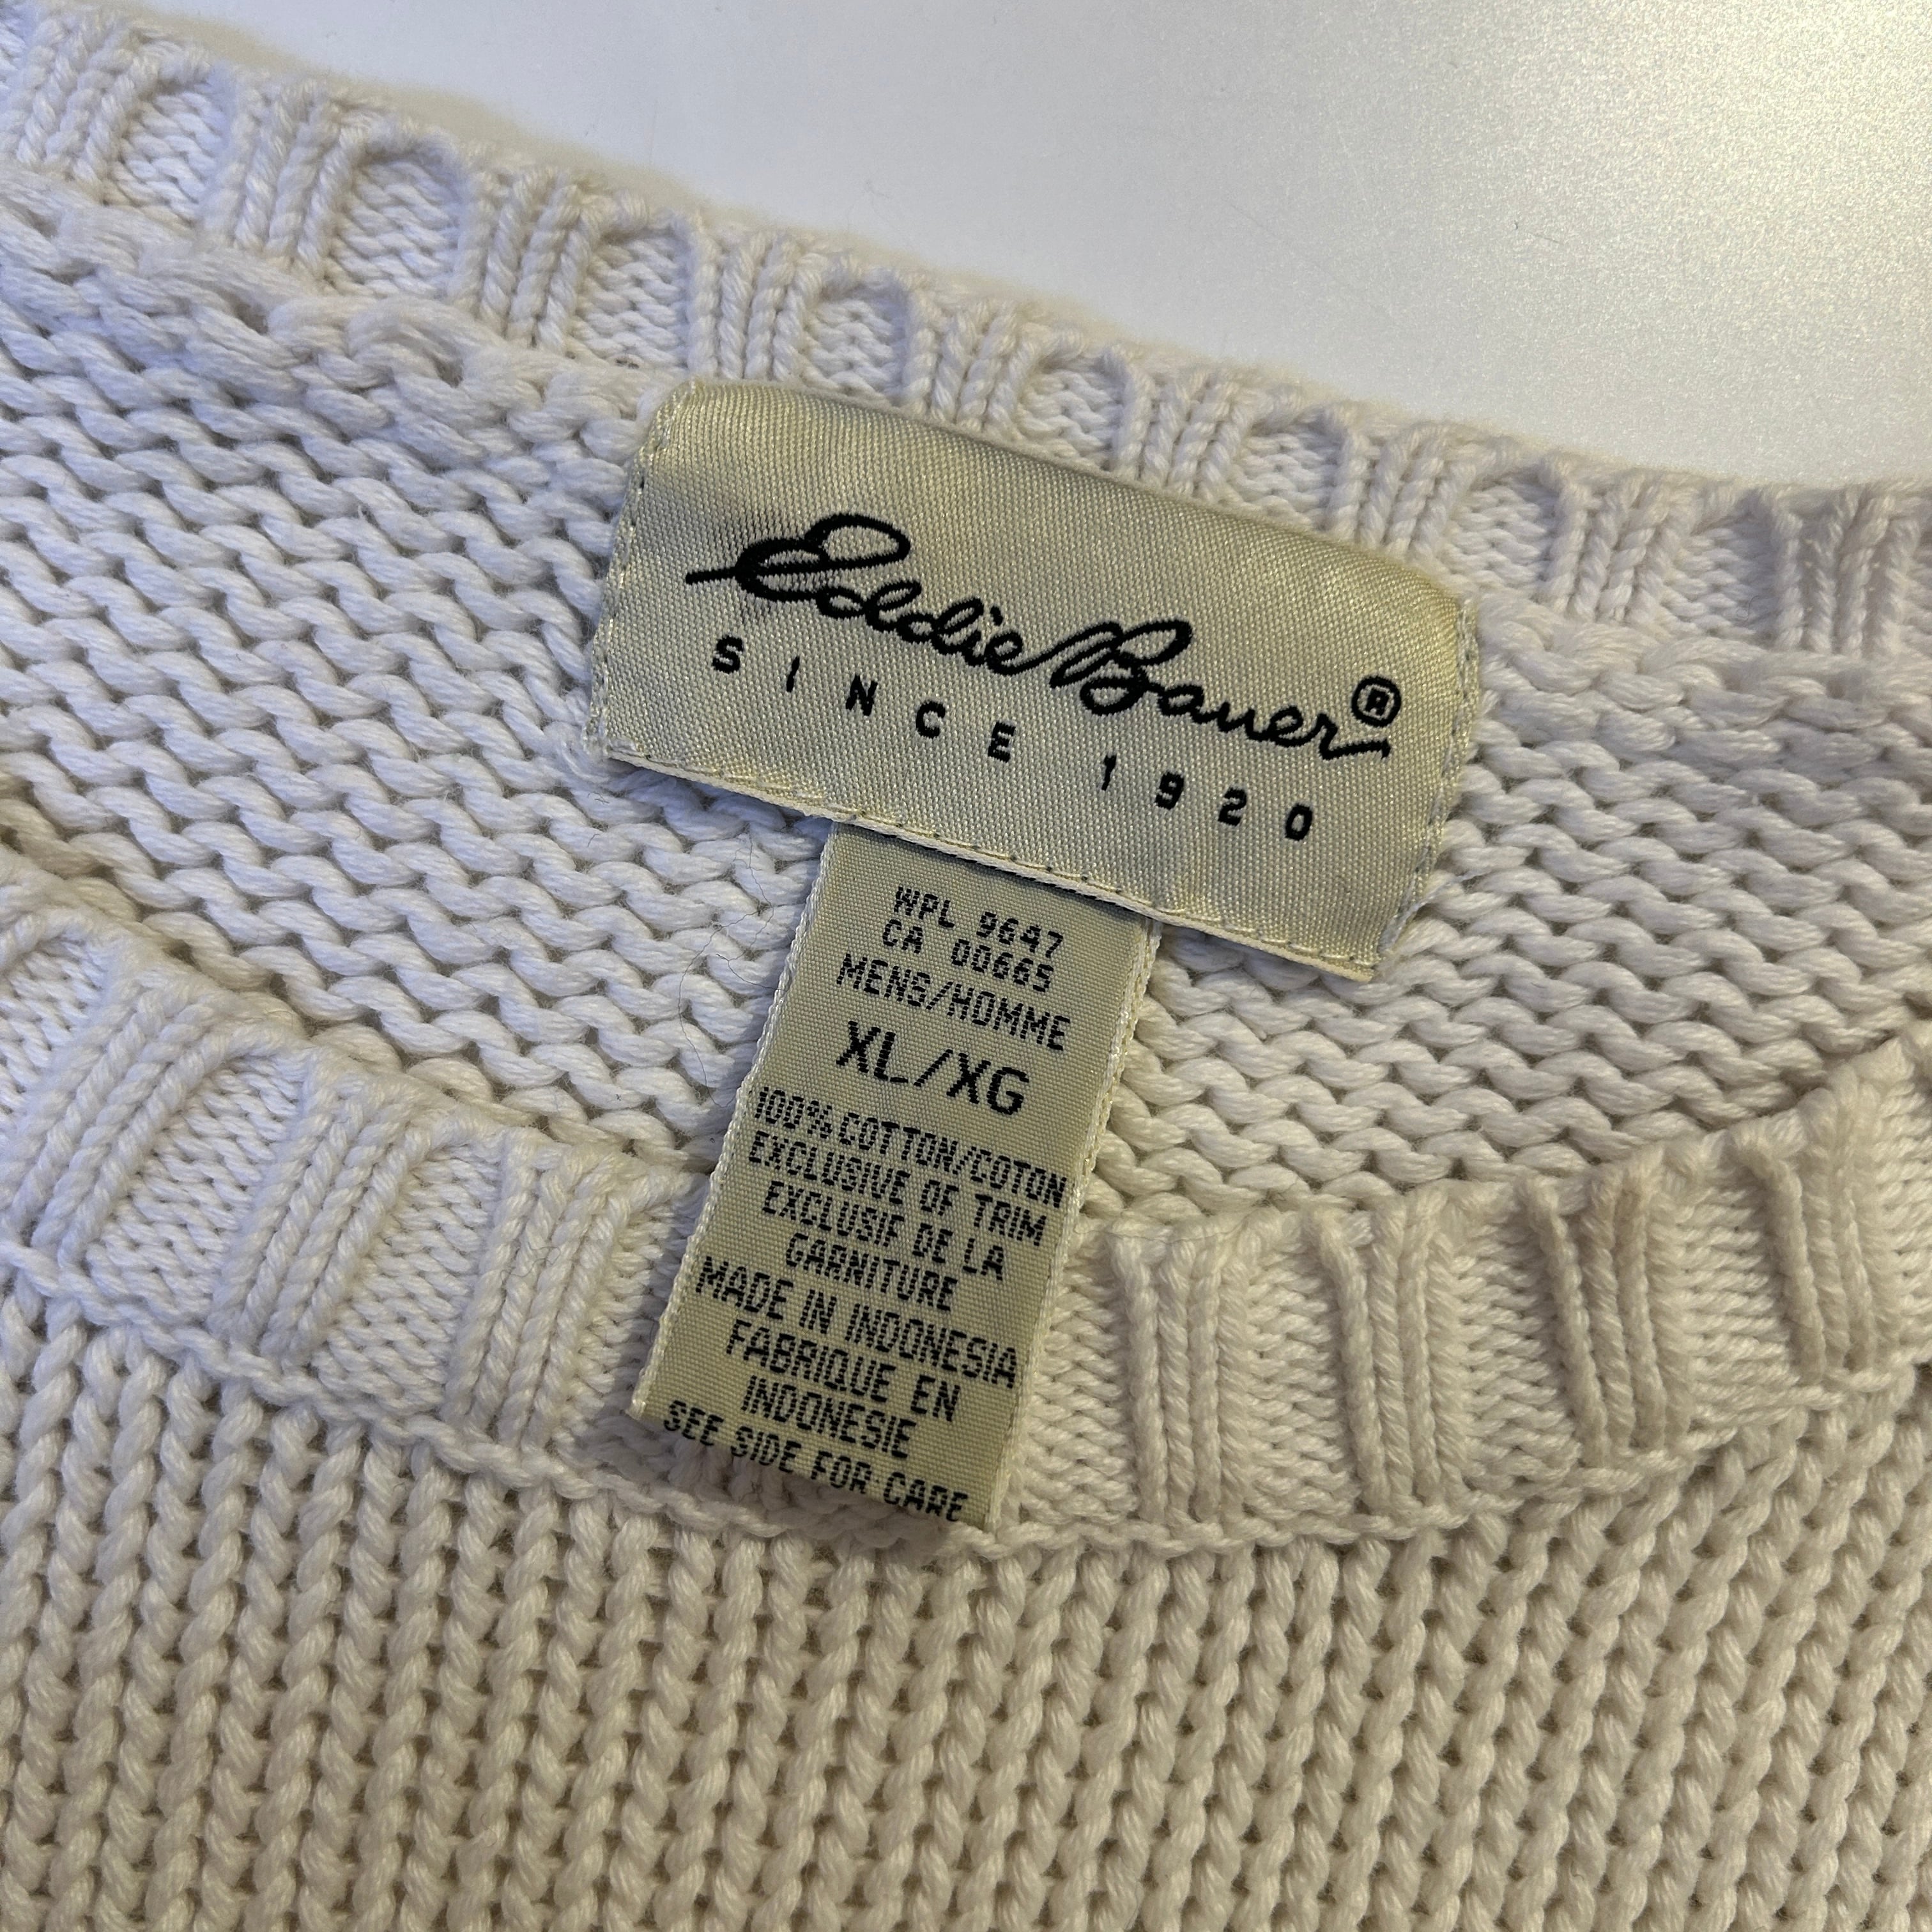 Eddie Bauer®
SINCE 1920
WPL 9647
CA 00665
MENS/HOMME
XL/XG
100% COTTON/COTON
EXCLUSIVE OF TRIM
EXCLUSIF DE LA
GARNITURE
MADE IN INDONESIA
FABRIQUE EN
INDONESIE
SEE SIDE FOR CARE